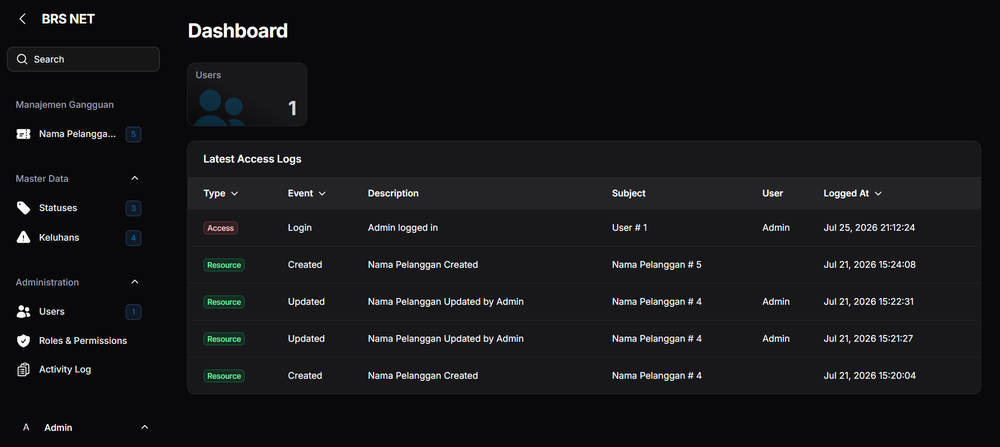 BRS NET
Search
Manajemen Gangguan
Nama Pelangga... 5
Master Data
Statuses 3
Keluhans 4
Administration
Users 1
Roles & Permissions
Activity Log
A Admin
Dashboard
Users
1
Latest Access Logs
Type Event Description Subject User Logged At
Access Login Admin logged in User # 1 Admin Jul 25, 2026 21:12:24
Resource Created Nama Pelanggan Created Nama Pelanggan # 5 Jul 21, 2026 15:24:08
Resource Updated Nama Pelanggan Updated by Admin Nama Pelanggan # 4 Admin Jul 21, 2026 15:22:31
Resource Updated Nama Pelanggan Updated by Admin Nama Pelanggan # 4 Admin Jul 21, 2026 15:21:27
Resource Created Nama Pelanggan Created Nama Pelanggan # 4 Jul 21, 2026 15:20:04